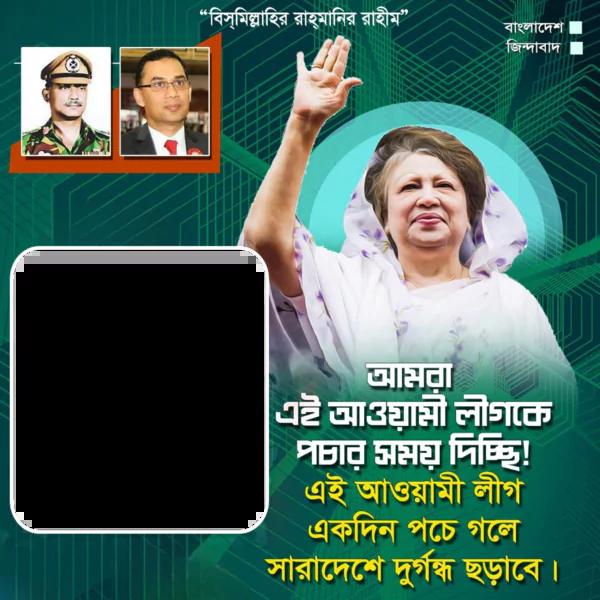 “বিস্‌মিল্লাহির রাহ্‌মানির রাহীম”
বাংলাদেশ
জিন্দাবাদ
আমরা
এই আওয়ামী লীগকে
পচার সময় দিচ্ছি!
এই আওয়ামী লীগ
একদিন পচে গলে
সারাদেশে দুর্গন্ধ ছড়াবে।